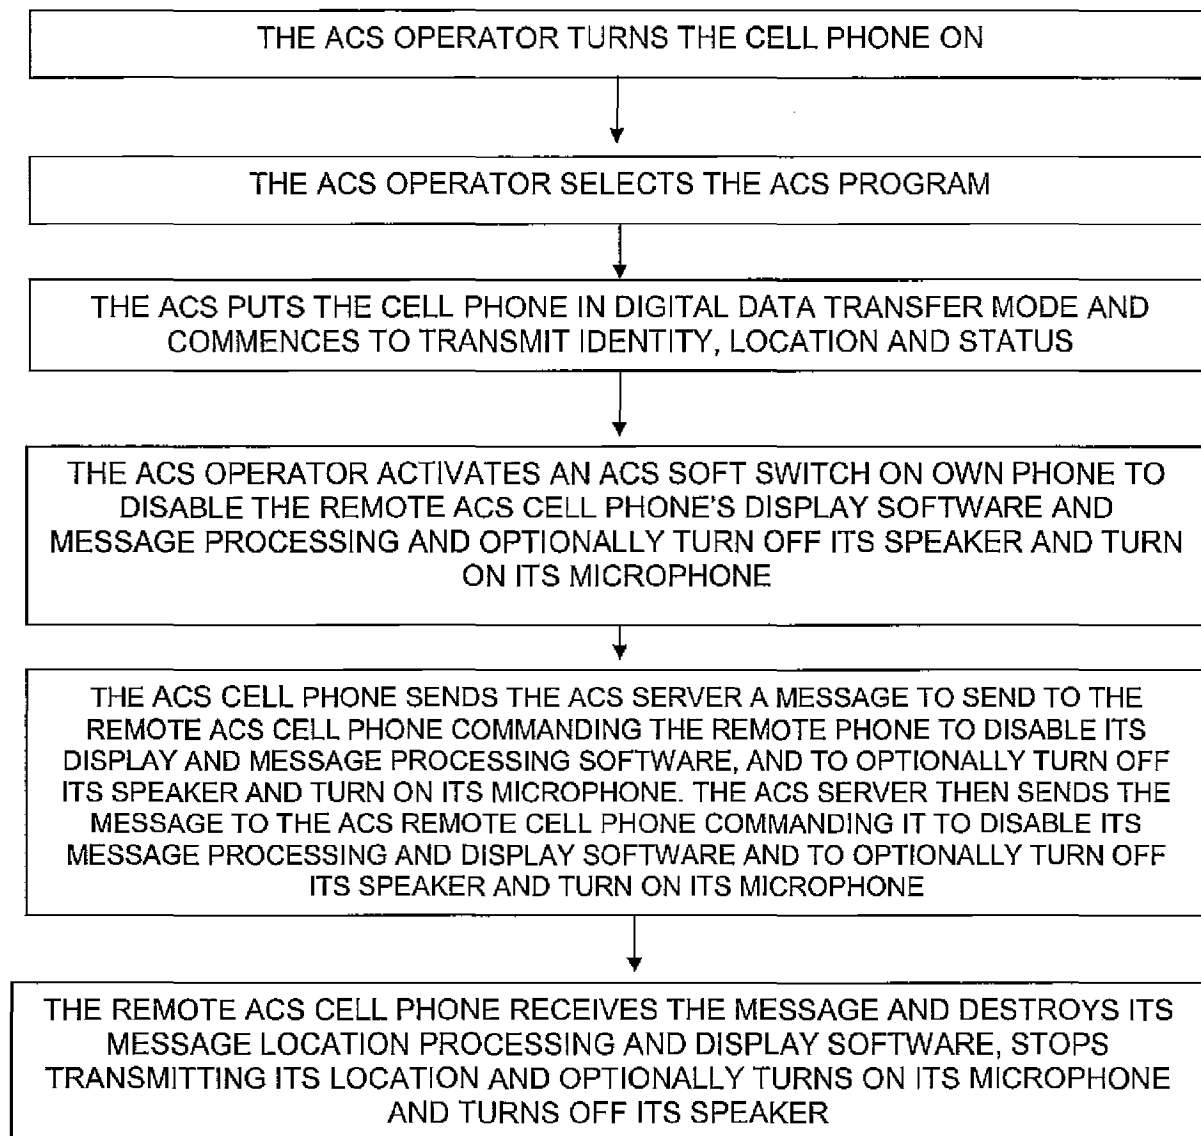 THE ACS OPERATOR TURNS THE CELL PHONE ON
THE ACS OPERATOR SELECTS THE ACS PROGRAM
THE ACS PUTS THE CELL PHONE IN DIGITAL DATA TRANSFER MODE AND
COMMENCES TO TRANSMIT IDENTITY, LOCATION AND STATUS
THE ACS OPERATOR ACTIVATES AN ACS SOFT SWITCH ON OWN PHONE TO
DISABLE THE REMOTE ACS CELL PHONE'S DISPLAY SOFTWARE AND
MESSAGE PROCESSING AND OPTIONALLY TURN OFF ITS SPEAKER AND TURN
ON ITS MICROPHONE
THE ACS CELL PHONE SENDS THE ACS SERVER A MESSAGE TO SEND TO THE
REMOTE ACS CELL PHONE COMMANDING THE REMOTE PHONE TO DISABLE ITS
DISPLAY AND MESSAGE PROCESSING SOFTWARE, AND TO OPTIONALLY TURN OFF
ITS SPEAKER AND TURN ON ITS MICROPHONE. THE ACS SERVER THEN SENDS THE
MESSAGE TO THE ACS REMOTE CELL PHONE COMMANDING IT TO DISABLE ITS
MESSAGE PROCESSING AND DISPLAY SOFTWARE AND TO OPTIONALLY TURN OFF
ITS SPEAKER AND TURN ON ITS MICROPHONE
THE REMOTE ACS CELL PHONE RECEIVES THE MESSAGE AND DESTROYS ITS
MESSAGE LOCATION PROCESSING AND DISPLAY SOFTWARE, STOPS
TRANSMITTING ITS LOCATION AND OPTIONALLY TURNS ON ITS MICROPHONE
AND TURNS OFF ITS SPEAKER